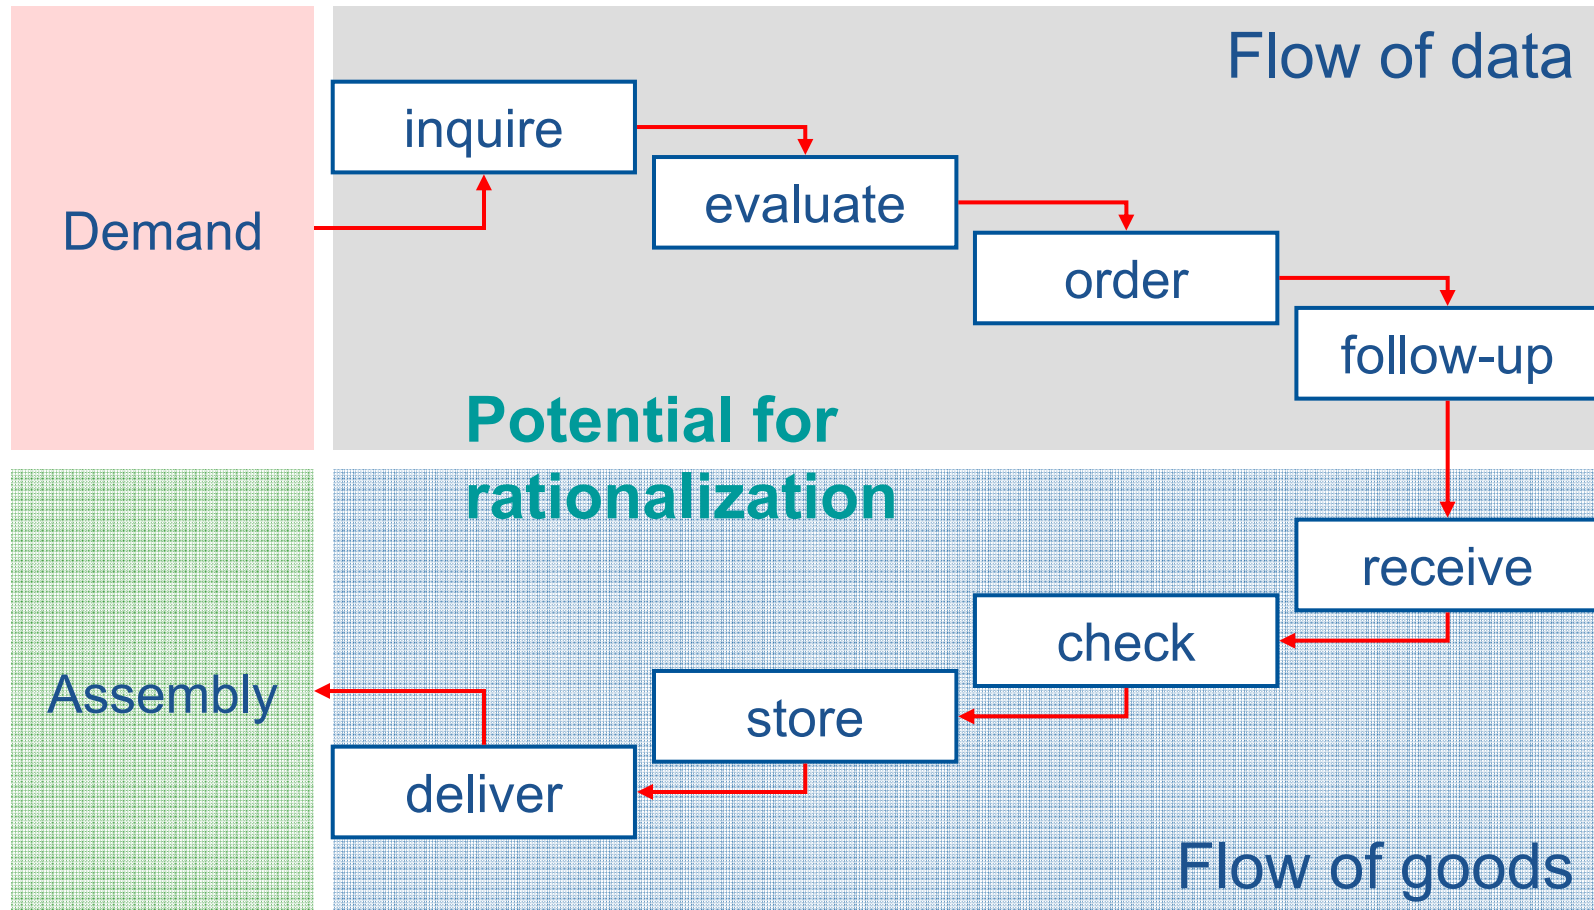 Flow of data
inquire
evaluate
Demand
order
follow-up
Potential for
rationalization
receive
check
Assembly
store
deliver
Flow of goods